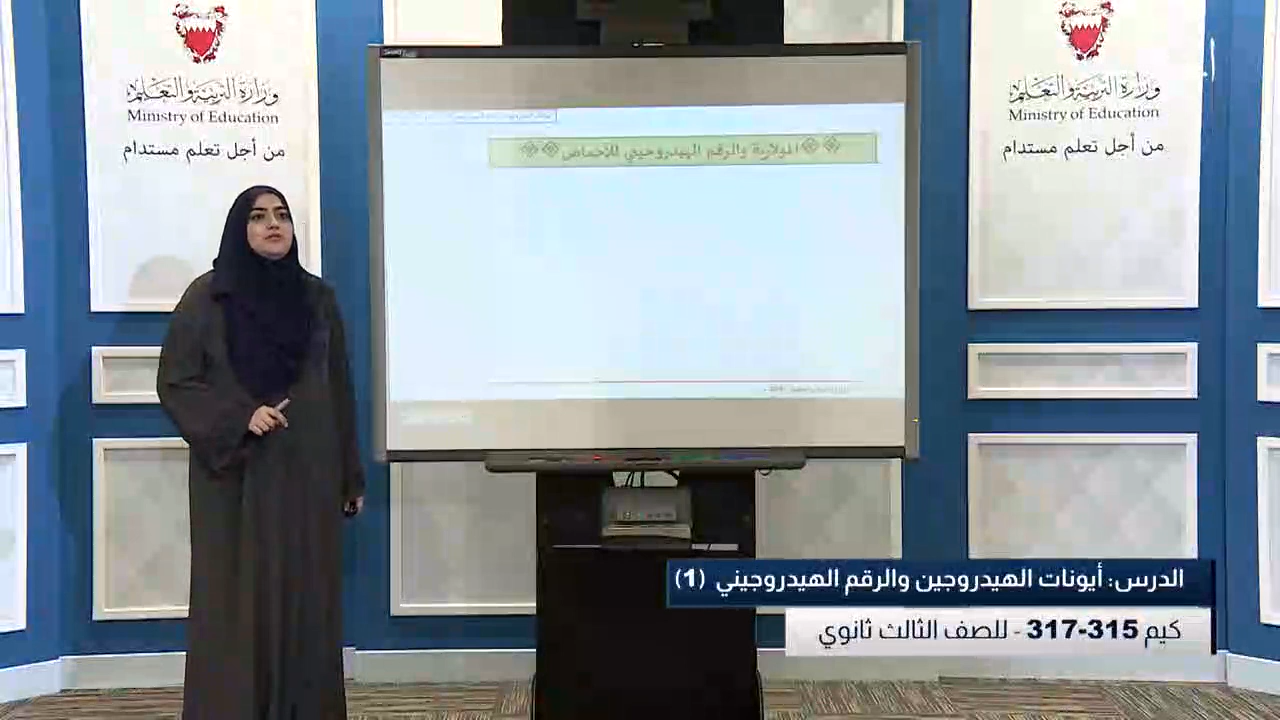 وزارة التربية والتعليم
Ministry of Education
من أجل تعلم مستدام
وزارة التربية والتعليم
Ministry of Education
من أجل تعلم مستدام
المولارية والرقم الهيدروجيني للأحماض
الدرس: أيونات الهيدروجين والرقم الهيدروجيني (1)
كيم 315-317 - للصف الثالث ثانوي